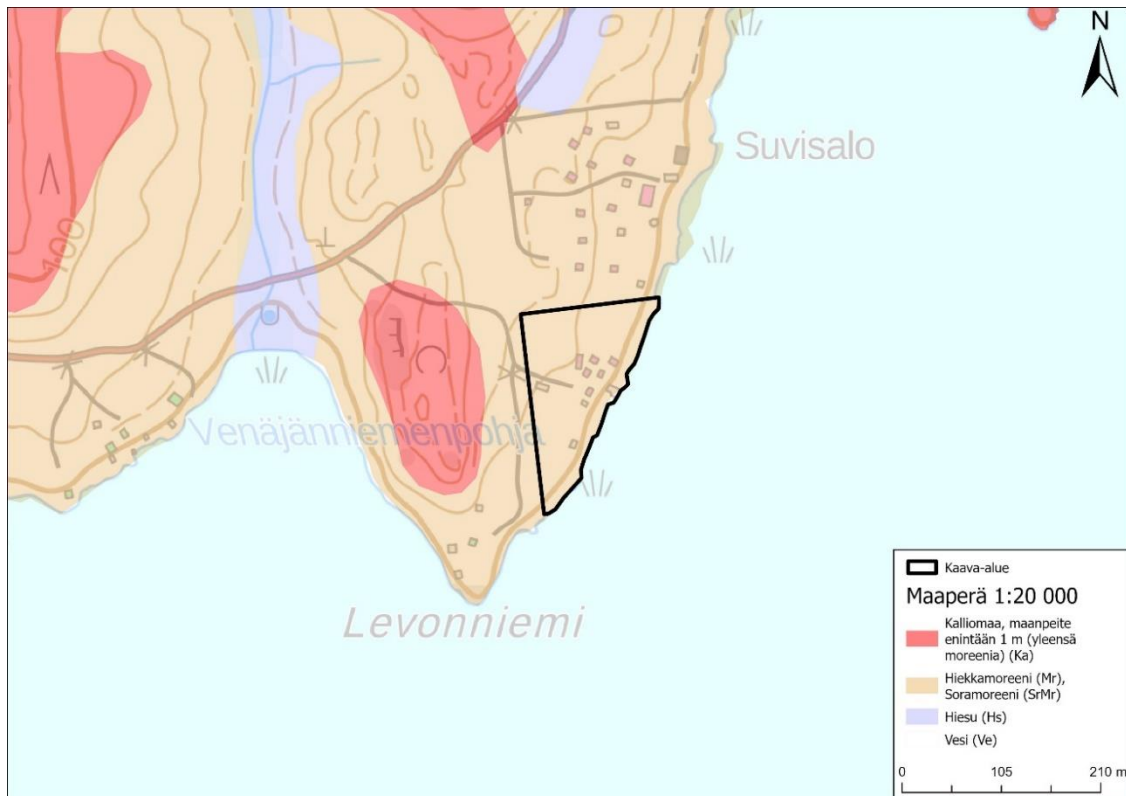 N
Suvisalo
100
Venäjänniemenpohja
Levonniemi
Kaava-alue
Maaperä 1:20 000
Kalliomaa, maanpeite
enintään 1 m (yleensä
moreenia) (Ka)
Hiekkamoreeni (Mr),
Soramoreeni (SrMr)
Hiesu (Hs)
Vesi (Ve)
0 105 210 m